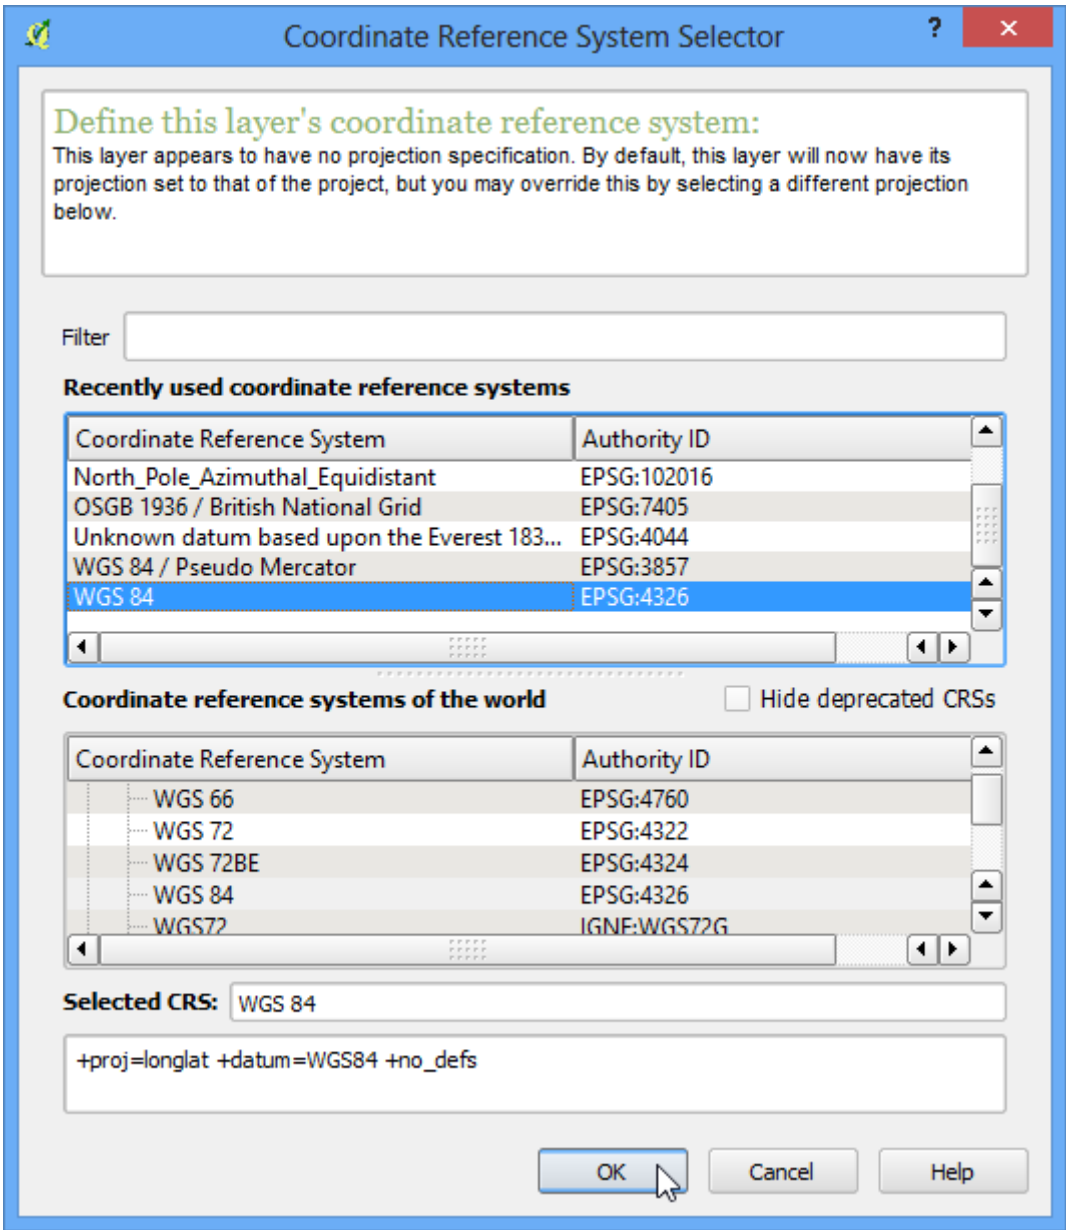 Coordinate Reference System Selector
?
×
Define this layer's coordinate reference system:
This layer appears to have no projection specification. By default, this layer will now have its
projection set to that of the project, but you may override this by selecting a different projection
below.
Filter
Recently used coordinate reference systems
Coordinate Reference System Authority ID
North_Pole_Azimuthal_Equidistant EPSG:102016
OSGB 1936 / British National Grid EPSG:7405
Unknown datum based upon the Everest 183... EPSG:4044
WGS 84 / Pseudo Mercator EPSG:3857
WGS 84 EPSG:4326
Coordinate reference systems of the world Hide deprecated CRSs
Coordinate Reference System Authority ID
WGS 66 EPSG:4760
WGS 72 EPSG:4322
WGS 72BE EPSG:4324
WGS 84 EPSG:4326
WGS72 IGNF:WGS72G
Selected CRS: WGS 84
+proj=longlat +datum=WGS84 +no_defs
OK Cancel Help